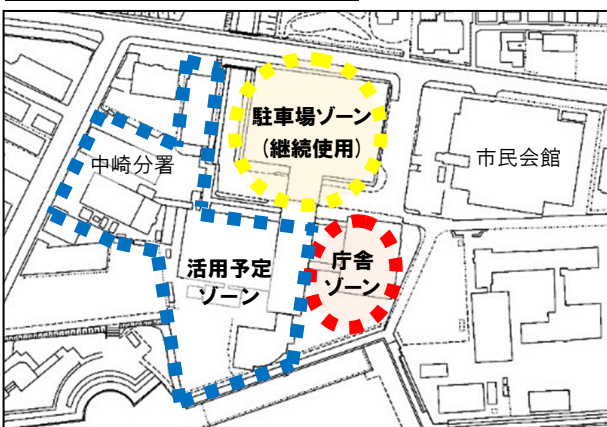 駐車場ゾーン
（継続使用）
中崎分署
市民会館
活用予定
ゾーン
庁舎
ゾーン